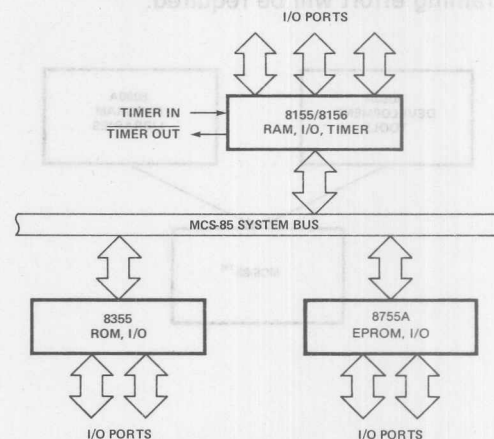 I/O PORTS
TIMER IN
TIMER OUT
8155/8156
RAM, I/O, TIMER
MCS-85 SYSTEM BUS
8355
ROM, I/O
8755A
EPROM, I/O
I/O PORTS
I/O PORTS